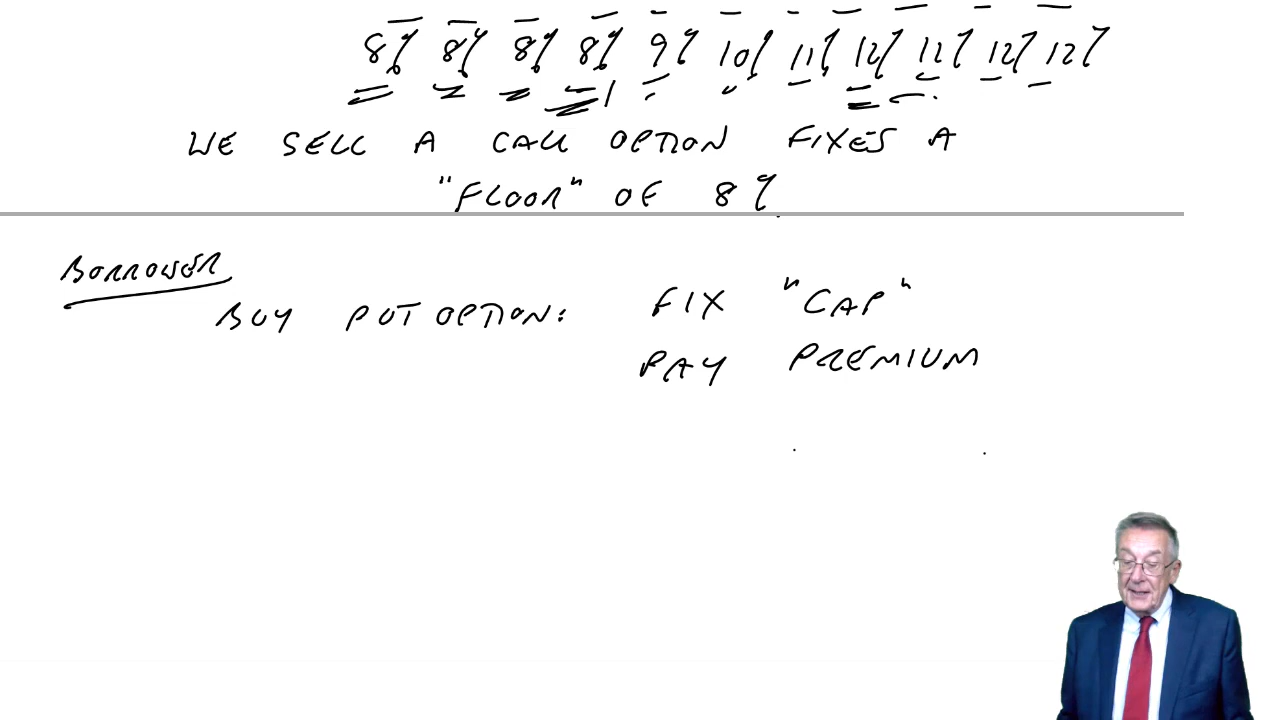 8% 8% 8% 8% 9% 10% 11% 12% 12% 12% 12%
WE SELL A CALL OPTION FIXES A
"FLOOR" OF 8%
BORROWER
BUY PUT OPTION: FIX "CAP"
PAY PREMIUM